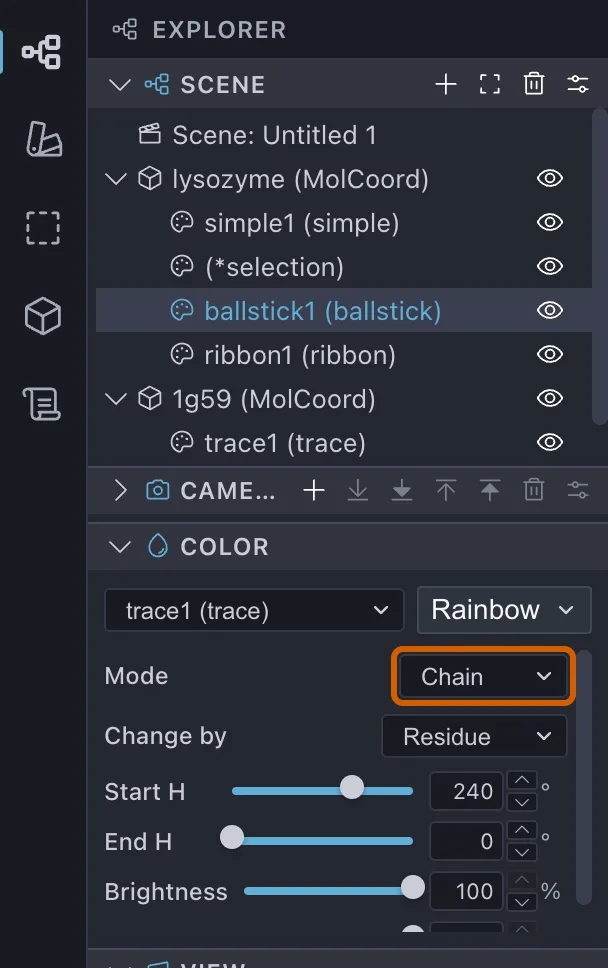 EXPLORER
SCENE
Scene: Untitled 1
lysozyme (MolCoord)
simple1 (simple)
(*selection)
ballstick1 (ballstick)
ribbon1 (ribbon)
1g59 (MolCoord)
trace1 (trace)
CAME...
COLOR
trace1 (trace) Rainbow
Mode Chain
Change by Residue
Start H 240 °
End H 0 °
Brightness 100 %
VIEW